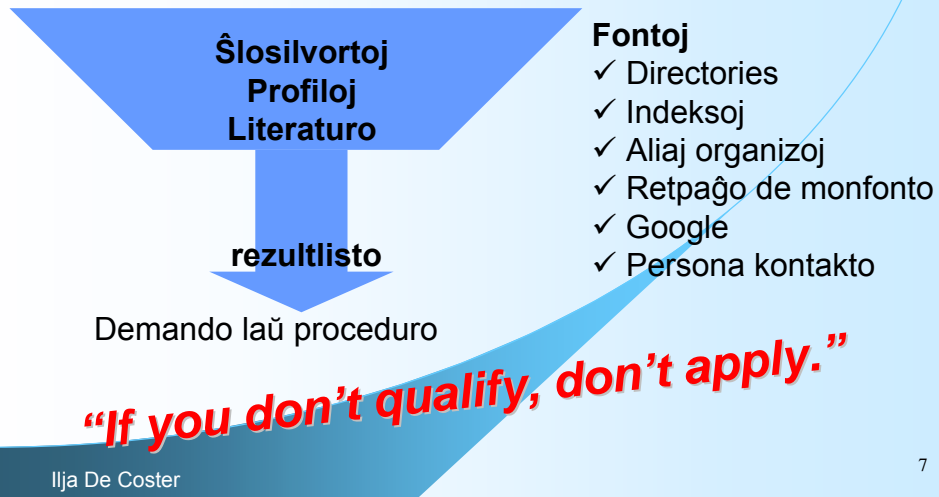 Ŝlosilvortoj
Profiloj
Literaturo
rezultlisto
Demando laŭ proceduro
Fontoj
✓ Directories
✓ Indeksoj
✓ Aliaj organizoj
✓ Retpaĝo de monfonto
✓ Google
✓ Persona kontakto
“If you don’t qualify, don’t apply.”
Ilja De Coster
7